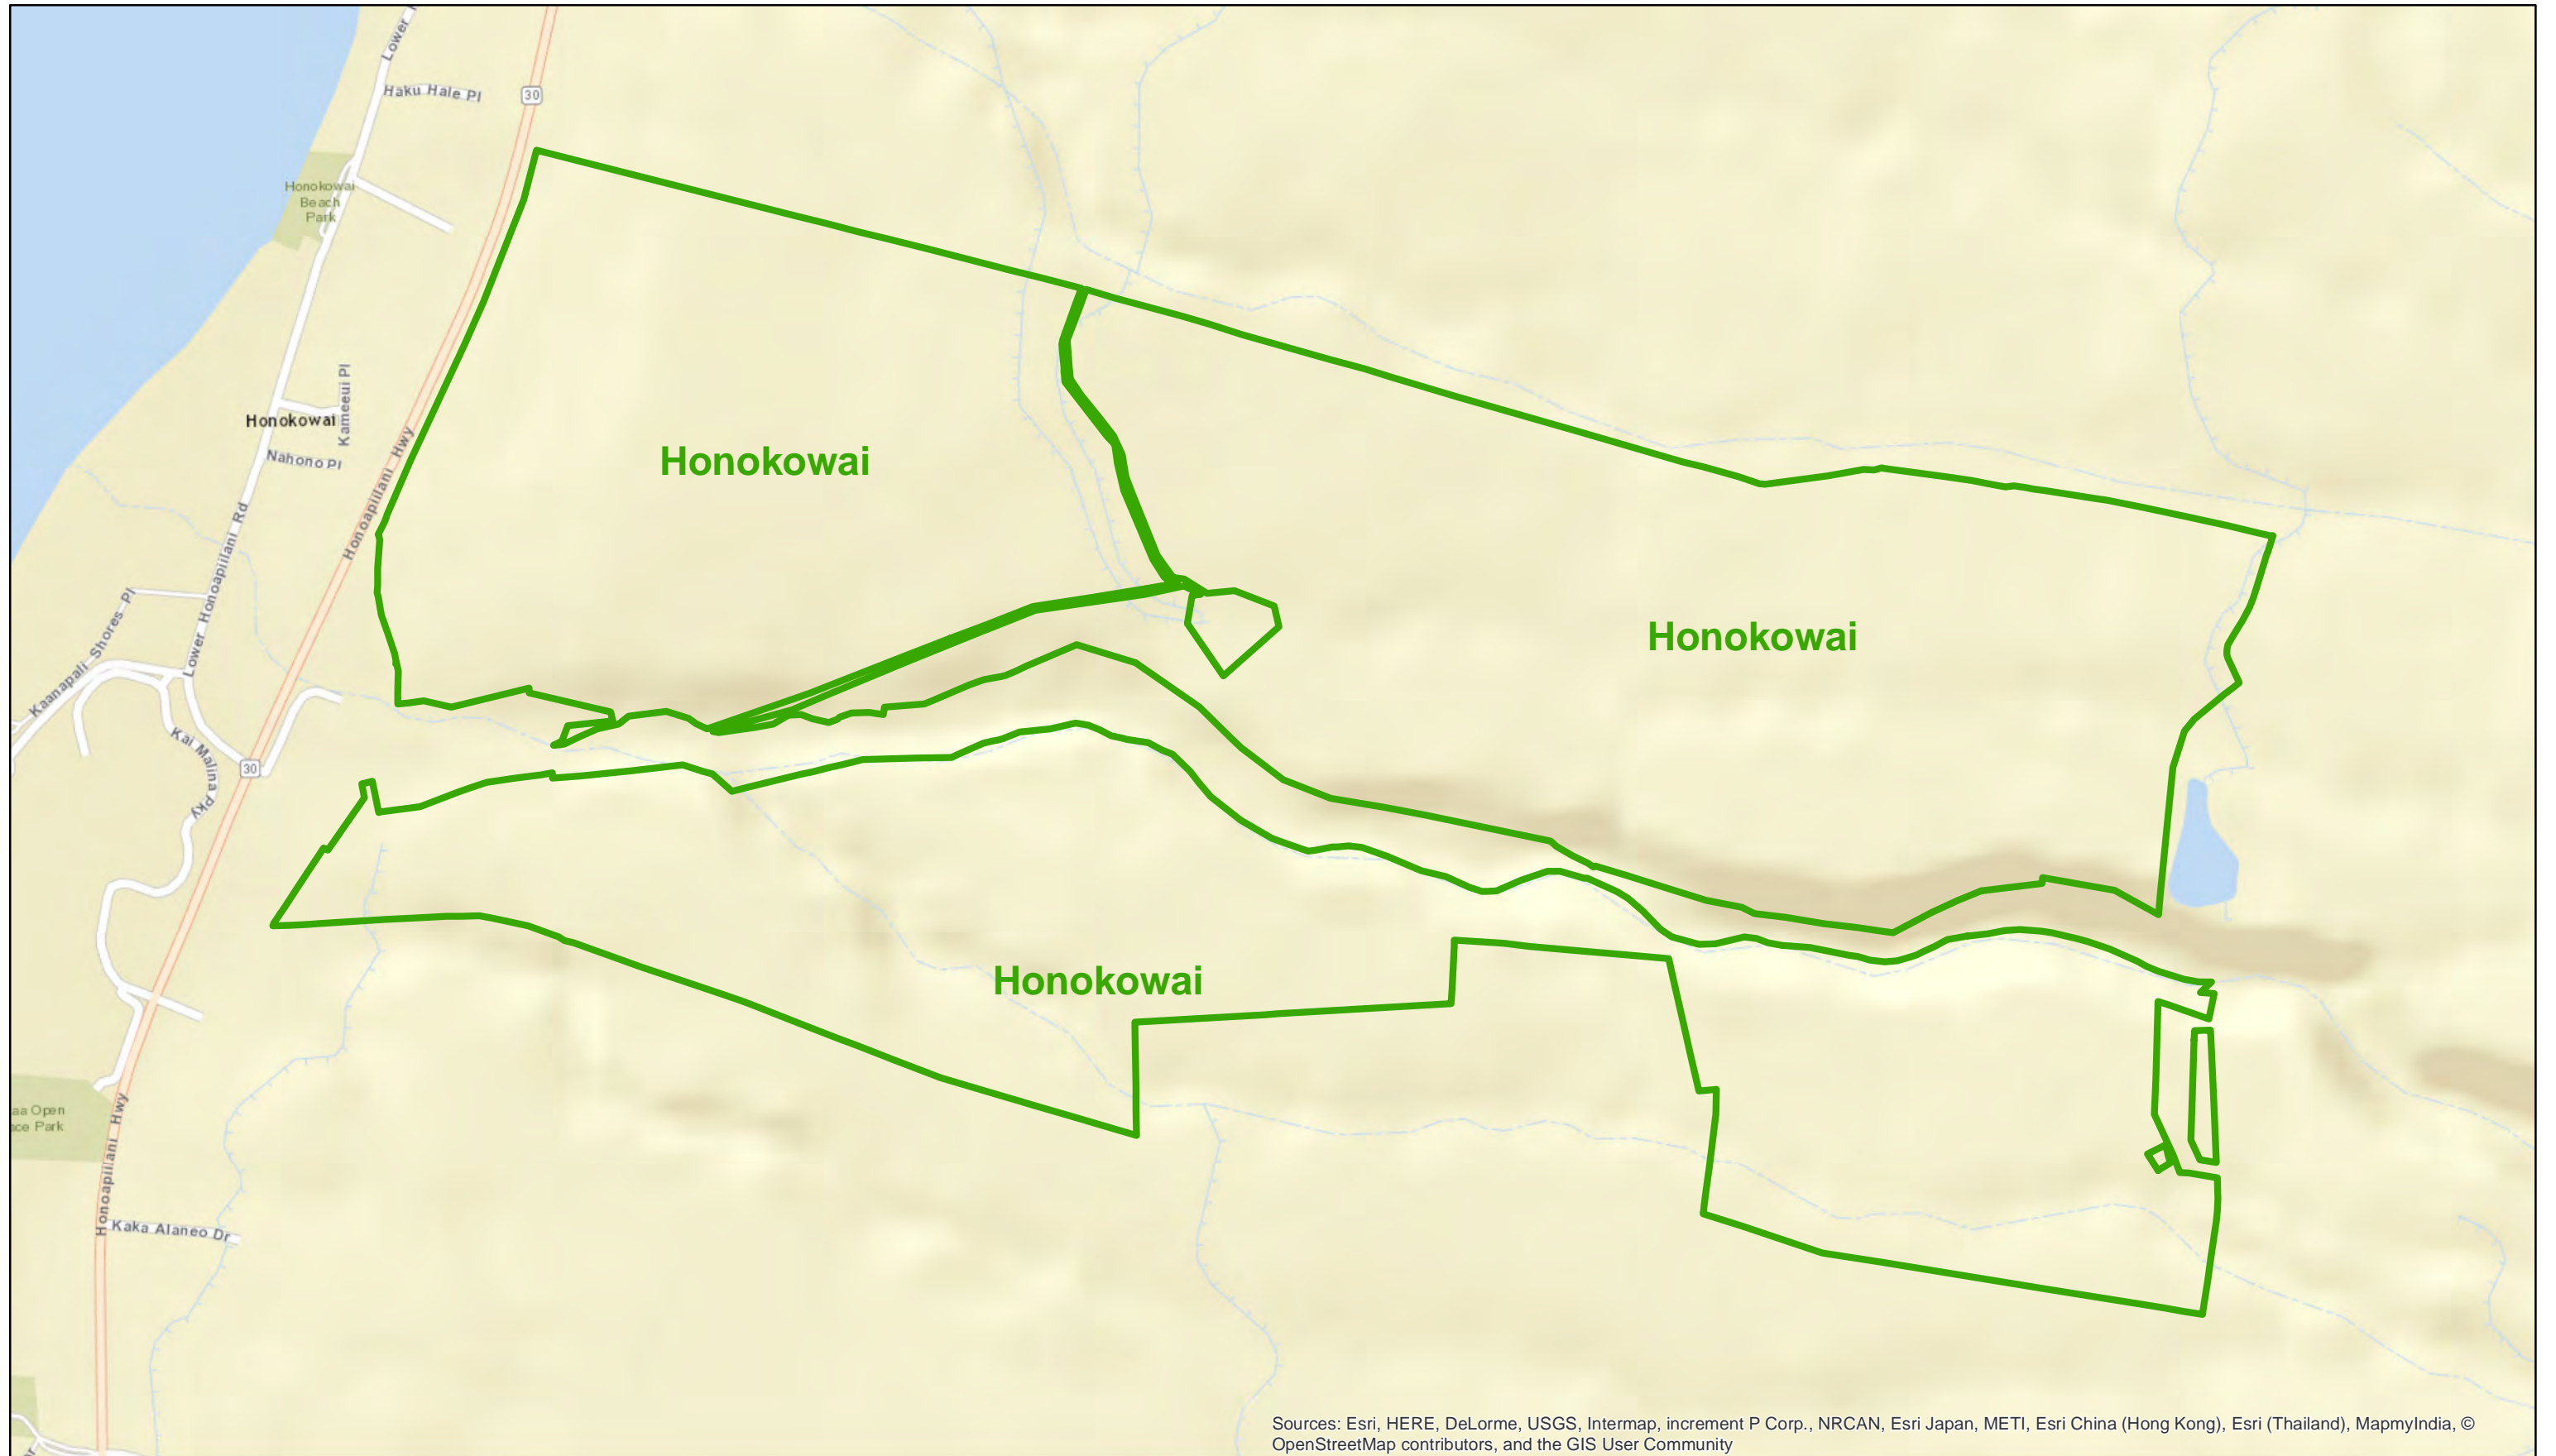 Lower
Haku Hale Pl
30
Honokowai
Beach
Park
Kameeui Pl
Honokowai
Nahono Pl
Honoapiilani Hwy
Honokowai
Lower Honoapiilani Rd
Kaanapali Shores Pl
Honokowai
Kai Malina Pky
30
Honokowai
aa Open
ce Park
Honoapiilani Hwy
Kaka Alaneo Dr
Sources: Esri, HERE, DeLorme, USGS, Intermap, increment P Corp., NRCAN, Esri Japan, METI, Esri China (Hong Kong), Esri (Thailand), MapmyIndia, ©
OpenStreetMap contributors, and the GIS User Community